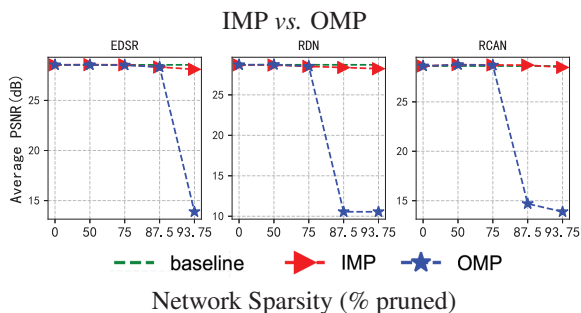 IMP vs. OMP
EDSR RDN RCAN
Average PSNR(dB)
25
20
15
0 50 75 87.5 93.75
25
20
15
10
0 50 75 87.5 93.75
25
20
15
0 50 75 87.5 93.75
baseline IMP OMP
Network Sparsity (% pruned)